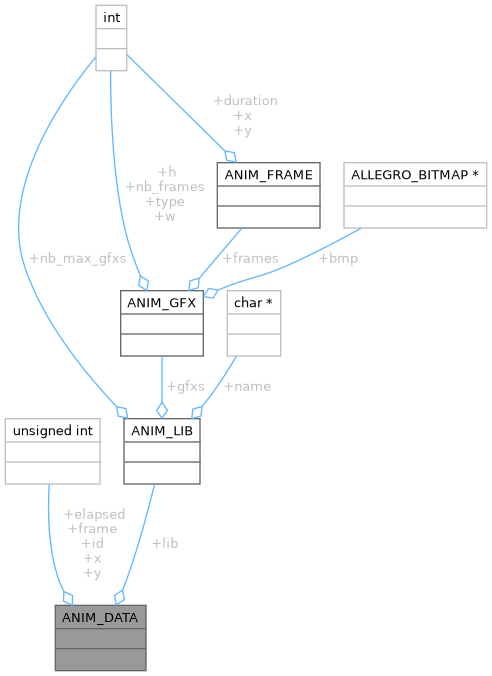 int
+duration
+x
+y
ANIM_FRAME
ALLEGRO_BITMAP *
+h
+nb_frames
+type
+w
+nb_max_gfxs
+frames
+bmp
ANIM_GFX
char *
+gfxs
+name
unsigned int
ANIM_LIB
+elapsed
+frame
+id
+x
+y
+lib
ANIM_DATA